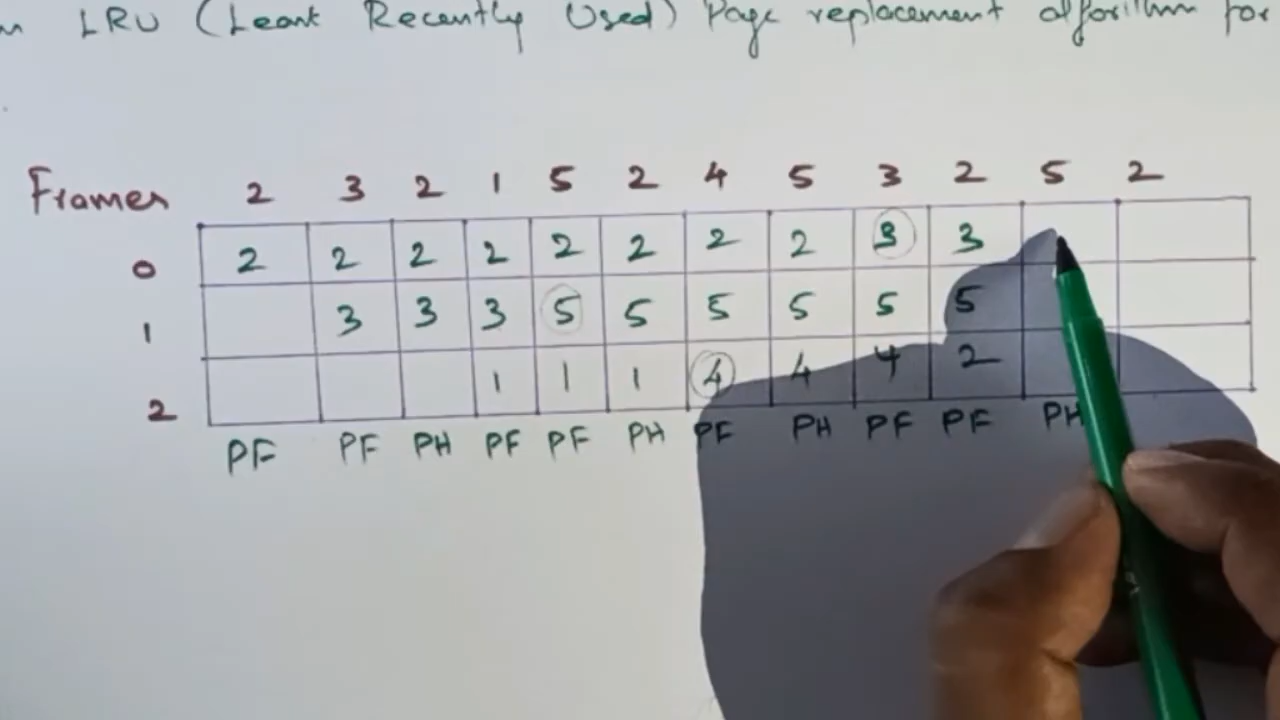 LRU (Least Recently Used) Page replacement algorithm for
Frames 2 3 2 1 5 2 4 5 3 2 5 2
0 2 2 2 2 2 2 2 2 3 3
1 3 3 3 5 5 5 5 5 5
2 1 1 1 4 4 4 2
PF PF PH PF PF PH PF PH PF PF PH